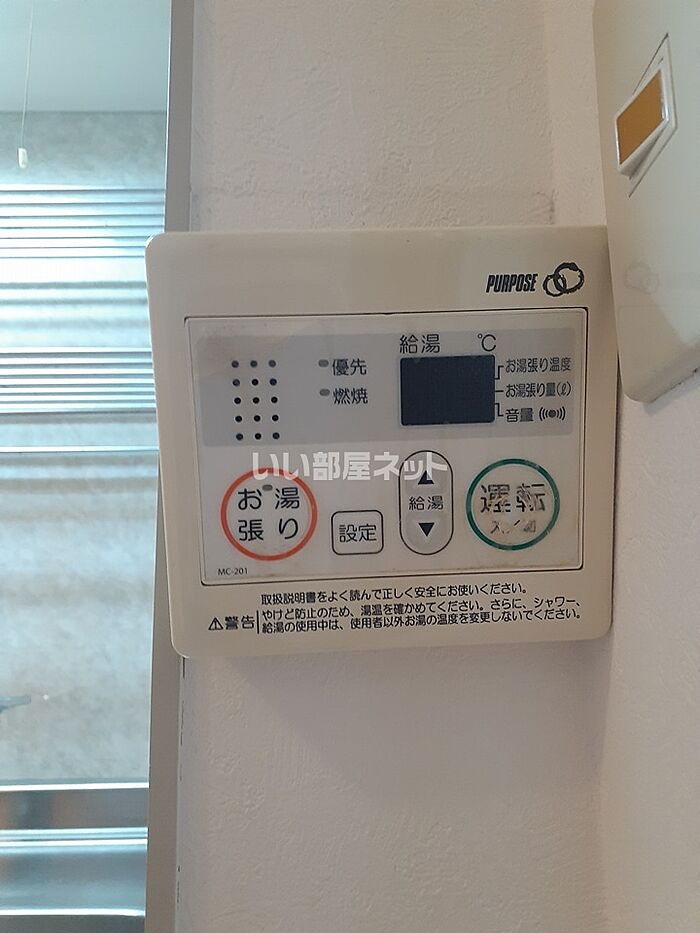 PURPOSE
給湯 ℃
優先
燃焼
お湯張り温度
お湯張り量(ℓ)
音量
いい部屋ネット
お湯
張り
設定
▲
給湯
▼
運転
入/切
MC-201
取扱説明書をよく読んで正しく安全にお使いください。
⚠警告
やけど防止のため、湯温を確かめてください。さらに、シャワー、
給湯の使用中は、使用者以外お湯の温度を変更しないでください。